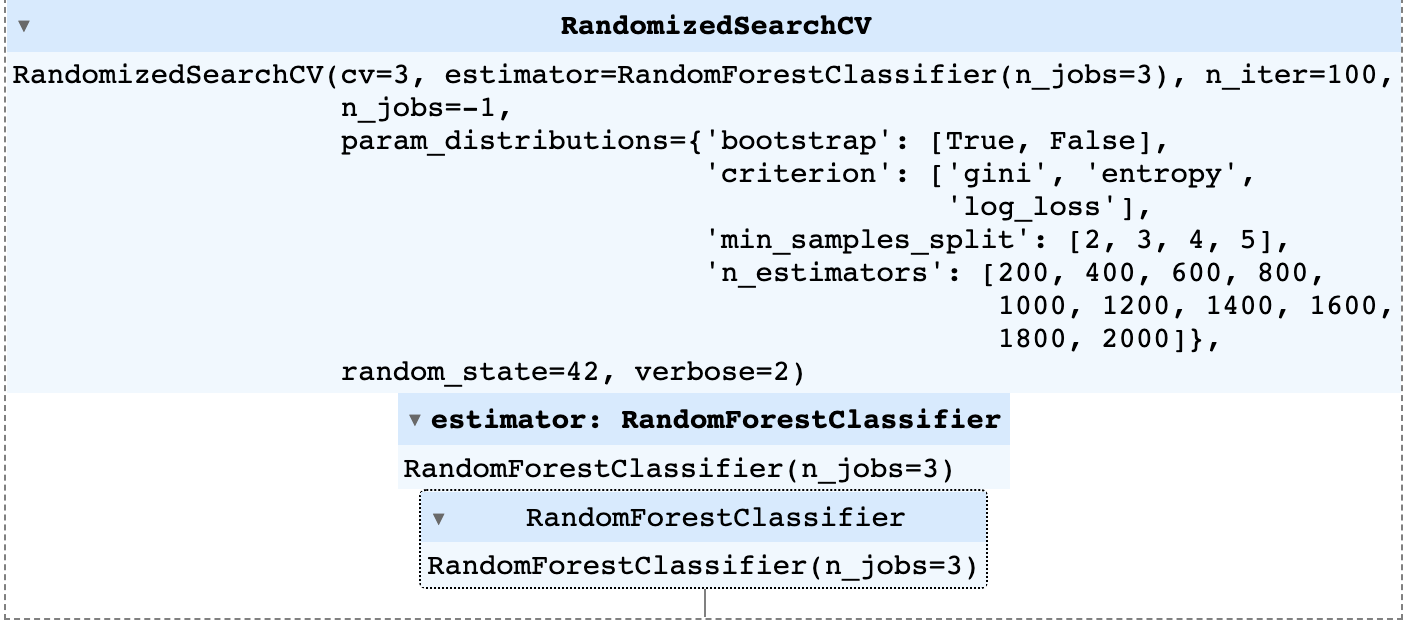 RandomizedSearchCV
RandomizedSearchCV(cv=3, estimator=RandomForestClassifier(n_jobs=3), n_iter=100,
n_jobs=-1,
param_distributions={'bootstrap': [True, False],
'criterion': ['gini', 'entropy',
'log_loss'],
'min_samples_split': [2, 3, 4, 5],
'n_estimators': [200, 400, 600, 800,
1000, 1200, 1400, 1600,
1800, 2000]},
random_state=42, verbose=2)
estimator: RandomForestClassifier
RandomForestClassifier(n_jobs=3)
RandomForestClassifier
RandomForestClassifier(n_jobs=3)